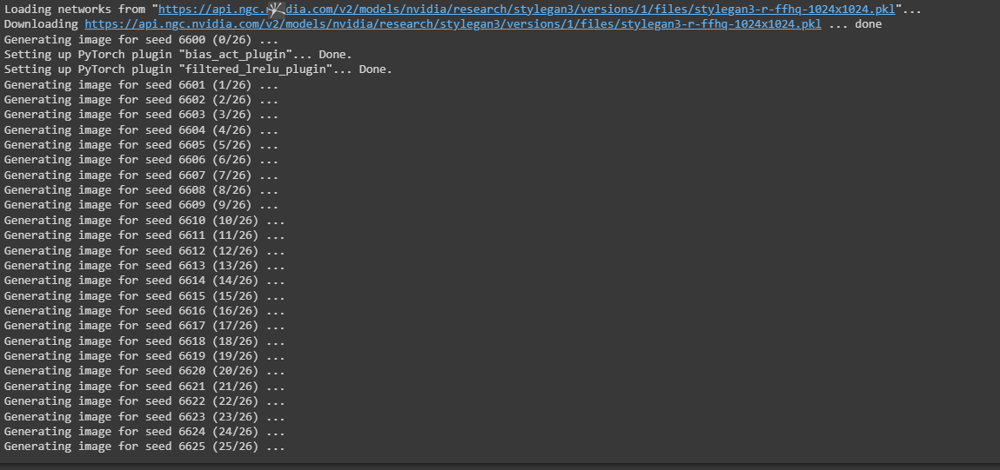 Loading networks from "https://api.ngc.nvidia.com/v2/models/nvidia/research/stylegan3/versions/1/files/stylegan3-r-ffhq-1024x1024.pkl"...
Downloading https://api.ngc.nvidia.com/v2/models/nvidia/research/stylegan3/versions/1/files/stylegan3-r-ffhq-1024x1024.pkl ... done
Generating image for seed 6600 (0/26) ...
Setting up PyTorch plugin "bias_act_plugin"... Done.
Setting up PyTorch plugin "filtered_lrelu_plugin"... Done.
Generating image for seed 6601 (1/26) ...
Generating image for seed 6602 (2/26) ...
Generating image for seed 6603 (3/26) ...
Generating image for seed 6604 (4/26) ...
Generating image for seed 6605 (5/26) ...
Generating image for seed 6606 (6/26) ...
Generating image for seed 6607 (7/26) ...
Generating image for seed 6608 (8/26) ...
Generating image for seed 6609 (9/26) ...
Generating image for seed 6610 (10/26) ...
Generating image for seed 6611 (11/26) ...
Generating image for seed 6612 (12/26) ...
Generating image for seed 6613 (13/26) ...
Generating image for seed 6614 (14/26) ...
Generating image for seed 6615 (15/26) ...
Generating image for seed 6616 (16/26) ...
Generating image for seed 6617 (17/26) ...
Generating image for seed 6618 (18/26) ...
Generating image for seed 6619 (19/26) ...
Generating image for seed 6620 (20/26) ...
Generating image for seed 6621 (21/26) ...
Generating image for seed 6622 (22/26) ...
Generating image for seed 6623 (23/26) ...
Generating image for seed 6624 (24/26) ...
Generating image for seed 6625 (25/26) ...